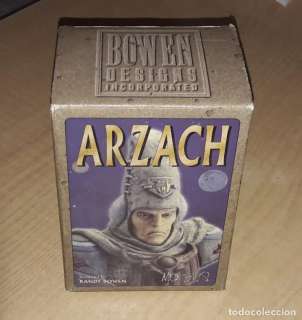 BOWEN
DESIGNS
INCORPORATED
ARZACH
RANDY BOWEN
todocoleccion